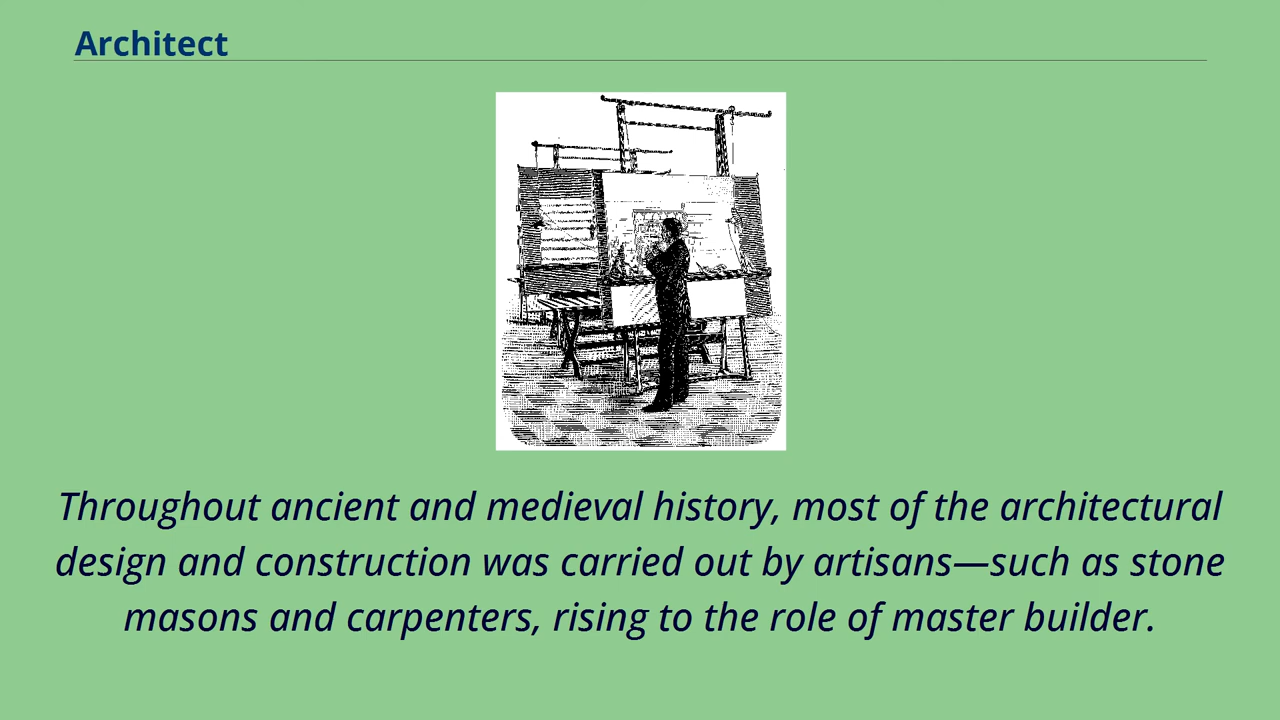 Architect
Throughout ancient and medieval history, most of the architectural
design and construction was carried out by artisans—such as stone
masons and carpenters, rising to the role of master builder.